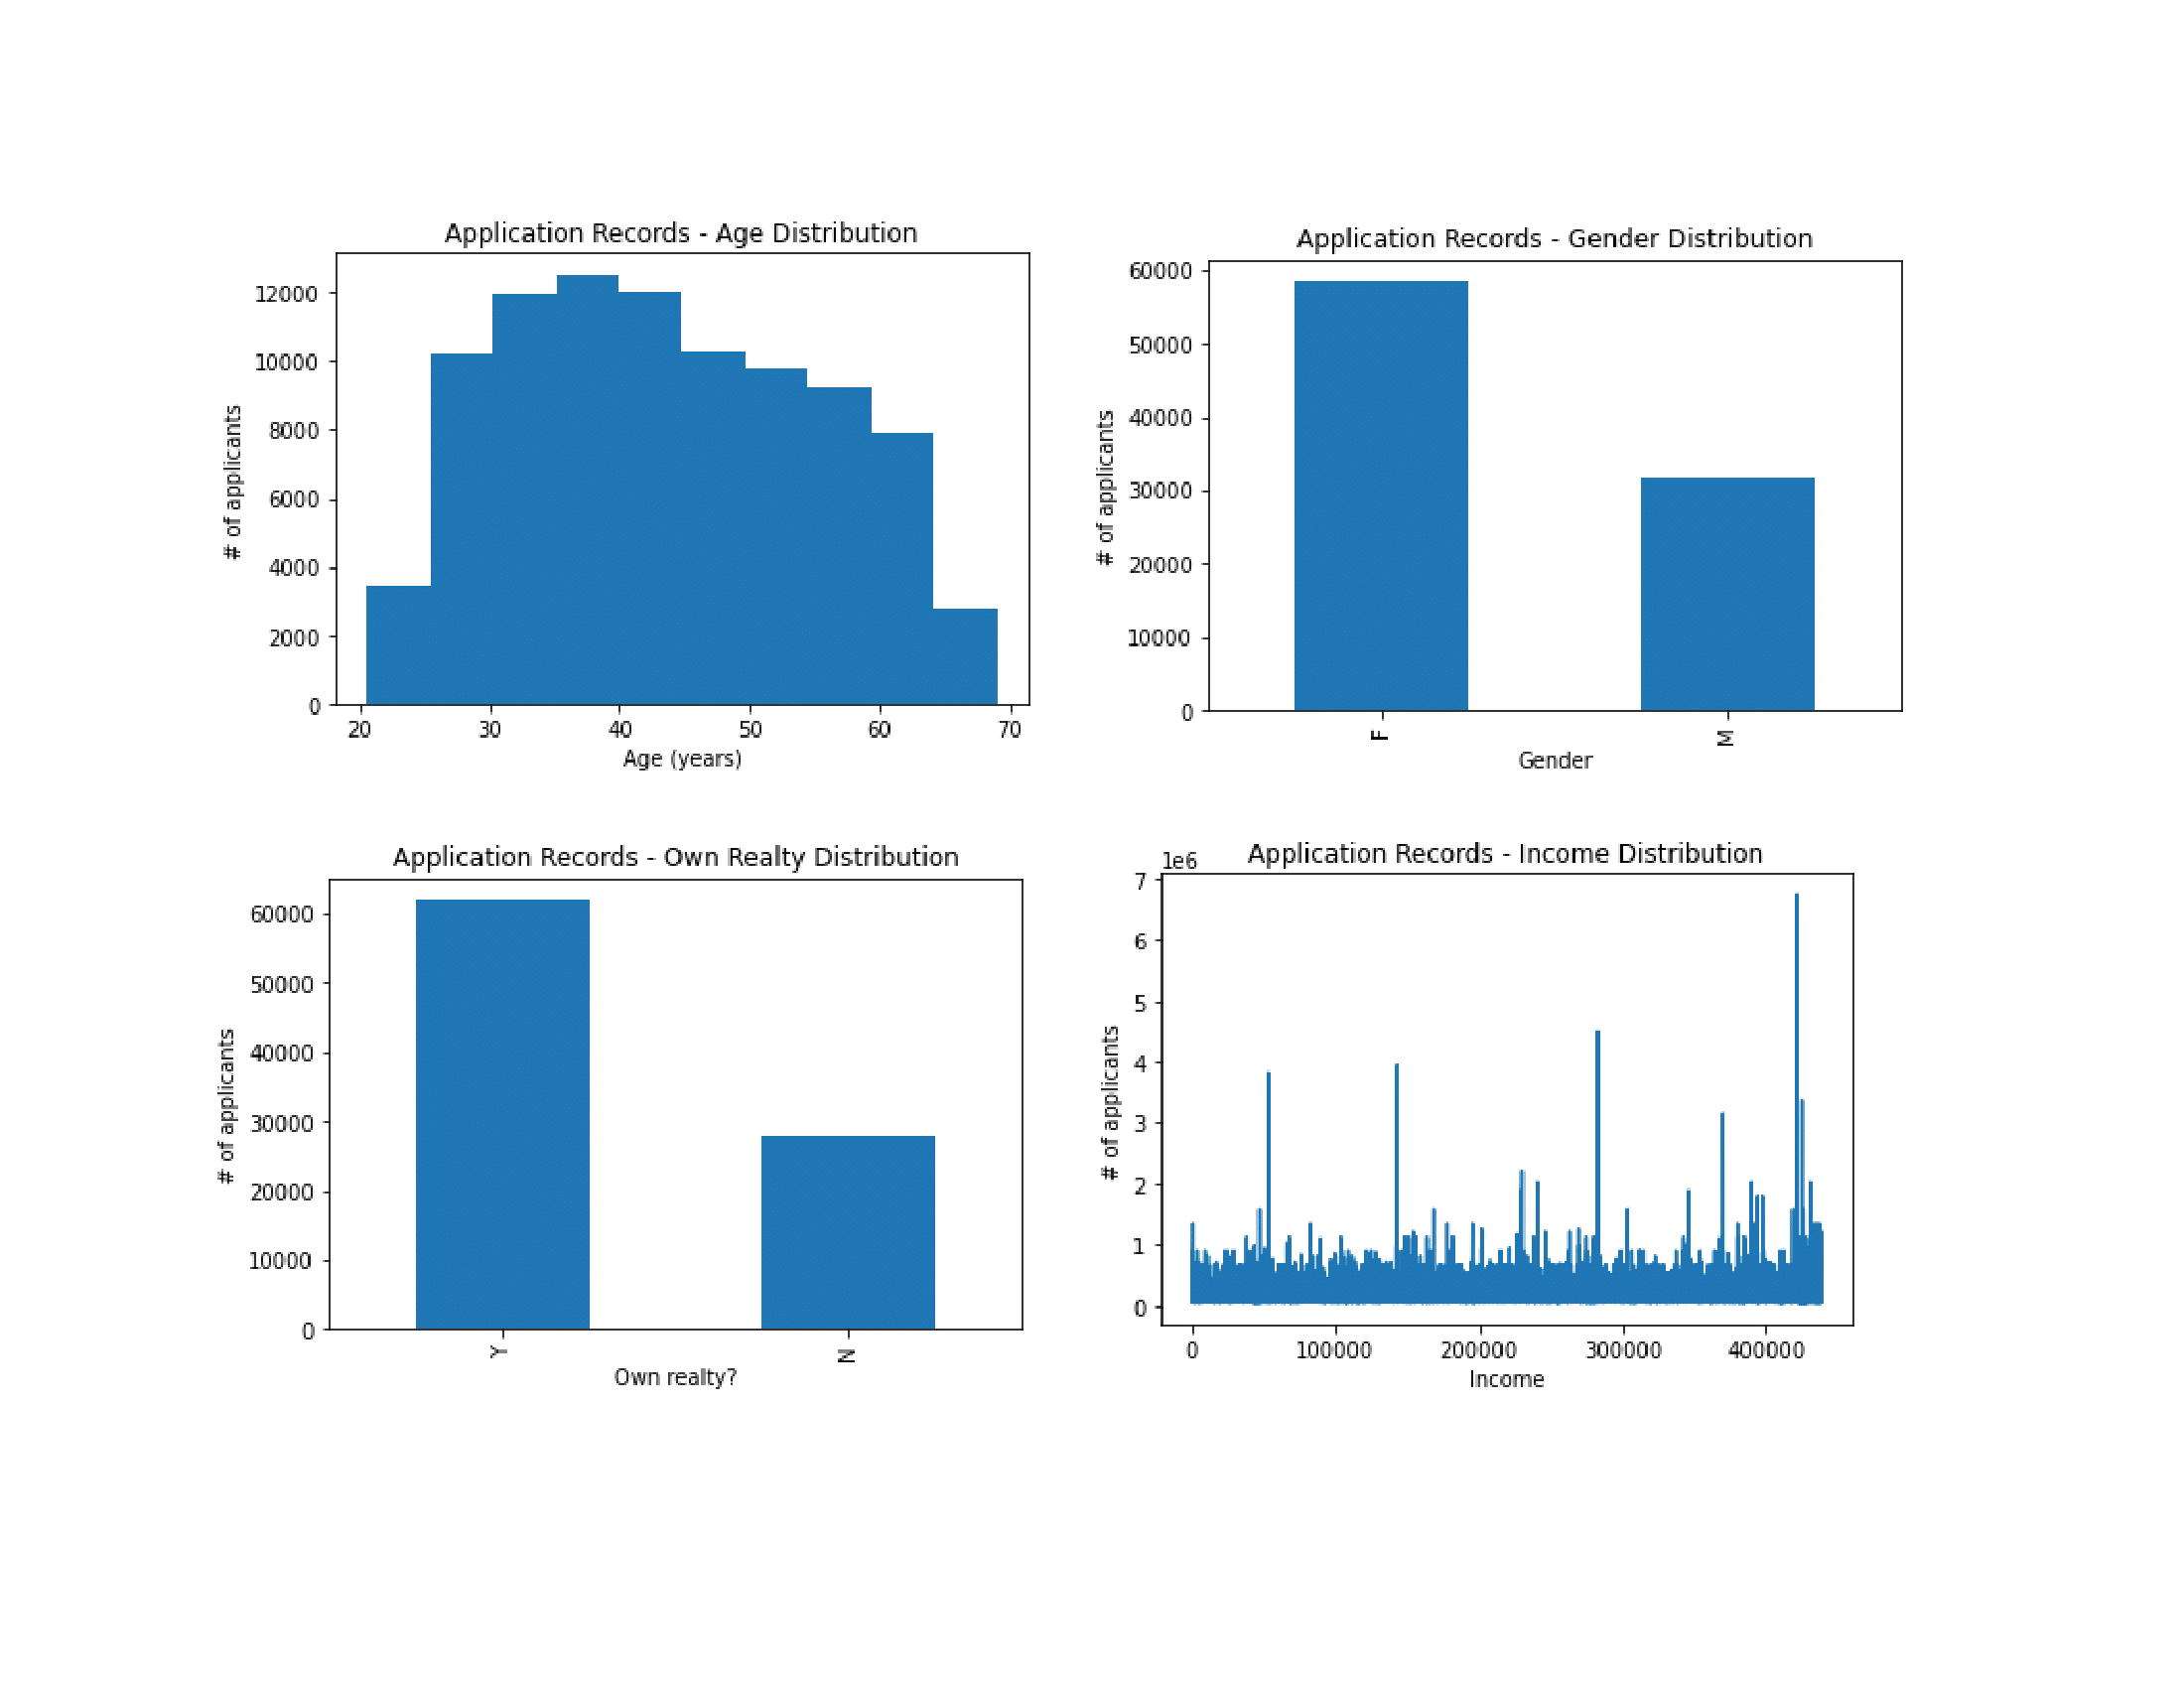 Application Records - Age Distribution
12000
10000
8000
6000
4000
2000
0
# of applicants
20 30 40 50 60 70
Age (years)
Application Records - Gender Distribution
60000
50000
40000
30000
20000
10000
0
# of applicants
F M
Gender
Application Records - Own Realty Distribution
60000
50000
40000
30000
20000
10000
0
# of applicants
Y N
Own realty?
Application Records - Income Distribution
1e6
7
6
5
4
3
2
1
0
# of applicants
0 100000 200000 300000 400000
Income